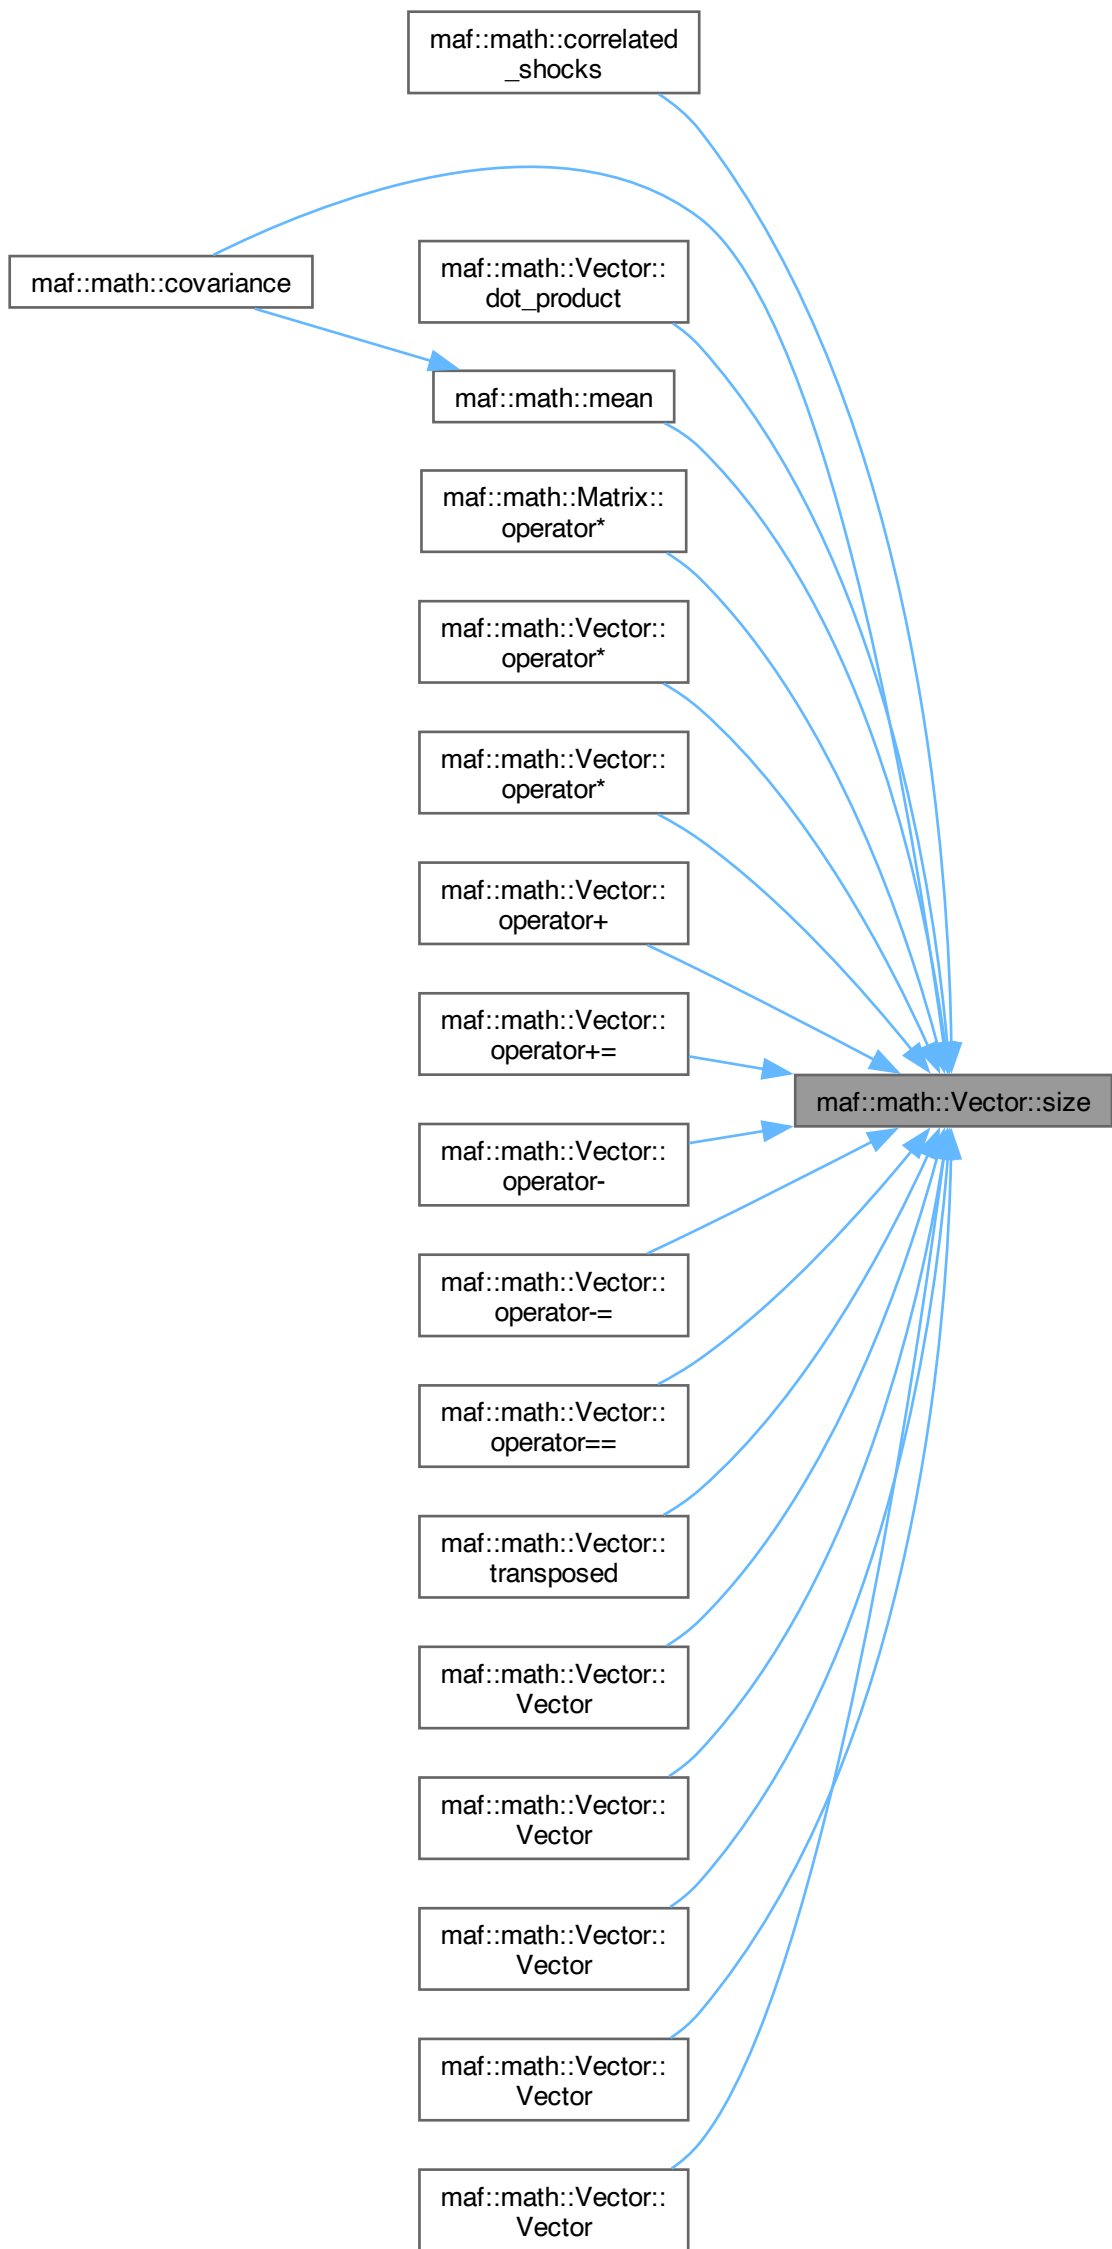 maf::math::correlated
_shocks
maf::math::covariance
maf::math::Vector::
dot_product
maf::math::mean
maf::math::Matrix::
operator*
maf::math::Vector::
operator*
maf::math::Vector::
operator*
maf::math::Vector::
operator+
maf::math::Vector::
operator+=
maf::math::Vector::size
maf::math::Vector::
operator-
maf::math::Vector::
operator-=
maf::math::Vector::
operator==
maf::math::Vector::
transposed
maf::math::Vector::
Vector
maf::math::Vector::
Vector
maf::math::Vector::
Vector
maf::math::Vector::
Vector
maf::math::Vector::
Vector